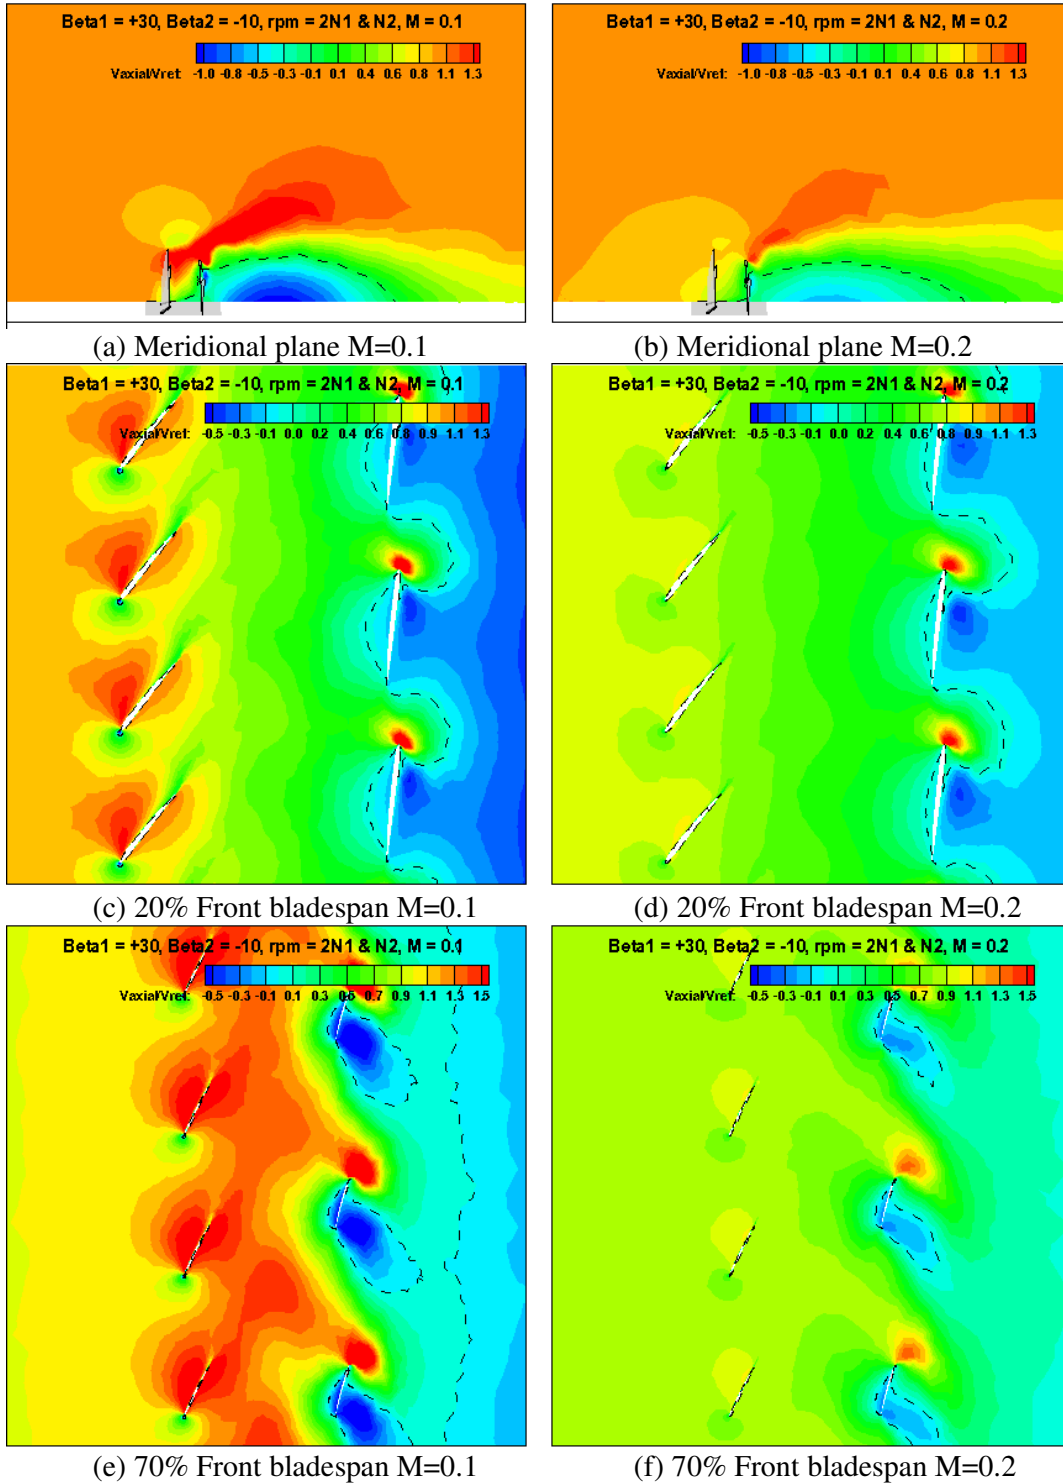 Beta1 = +30, Beta2 = -10, rpm = 2N1 & N2, M = 0.1
Vaxial/Vref: -1.0 -0.8 -0.5 -0.3 -0.1 0.1 0.4 0.6 0.8 1.1 1.3
(a) Meridional plane M=0.1
Beta1 = +30, Beta2 = -10, rpm = 2N1 & N2, M = 0.2
Vaxial/Vref: -1.0 -0.8 -0.5 -0.3 -0.1 0.1 0.4 0.6 0.8 1.1 1.3
(b) Meridional plane M=0.2
Beta1 = +30, Beta2 = -10, rpm = 2N1 & N2, M = 0.1
Vaxial/Vref: -0.5 -0.3 -0.1 0.0 0.2 0.4 0.6 0.8 0.9 1.1 1.3
(c) 20% Front bladespan M=0.1
Beta1 = +30, Beta2 = -10, rpm = 2N1 & N2, M = 0.2
Vaxial/Vref: -0.5 -0.3 -0.1 0.0 0.2 0.4 0.6 0.8 0.9 1.1 1.3
(d) 20% Front bladespan M=0.2
Beta1 = +30, Beta2 = -10, rpm = 2N1 & N2, M = 0.1
Vaxial/Vref: -0.5 -0.3 -0.1 0.1 0.3 0.5 0.7 0.9 1.1 1.3 1.5
(e) 70% Front bladespan M=0.1
Beta1 = +30, Beta2 = -10, rpm = 2N1 & N2, M = 0.2
Vaxial/Vref: -0.5 -0.3 -0.1 0.1 0.3 0.5 0.7 0.9 1.1 1.3 1.5
(f) 70% Front bladespan M=0.2